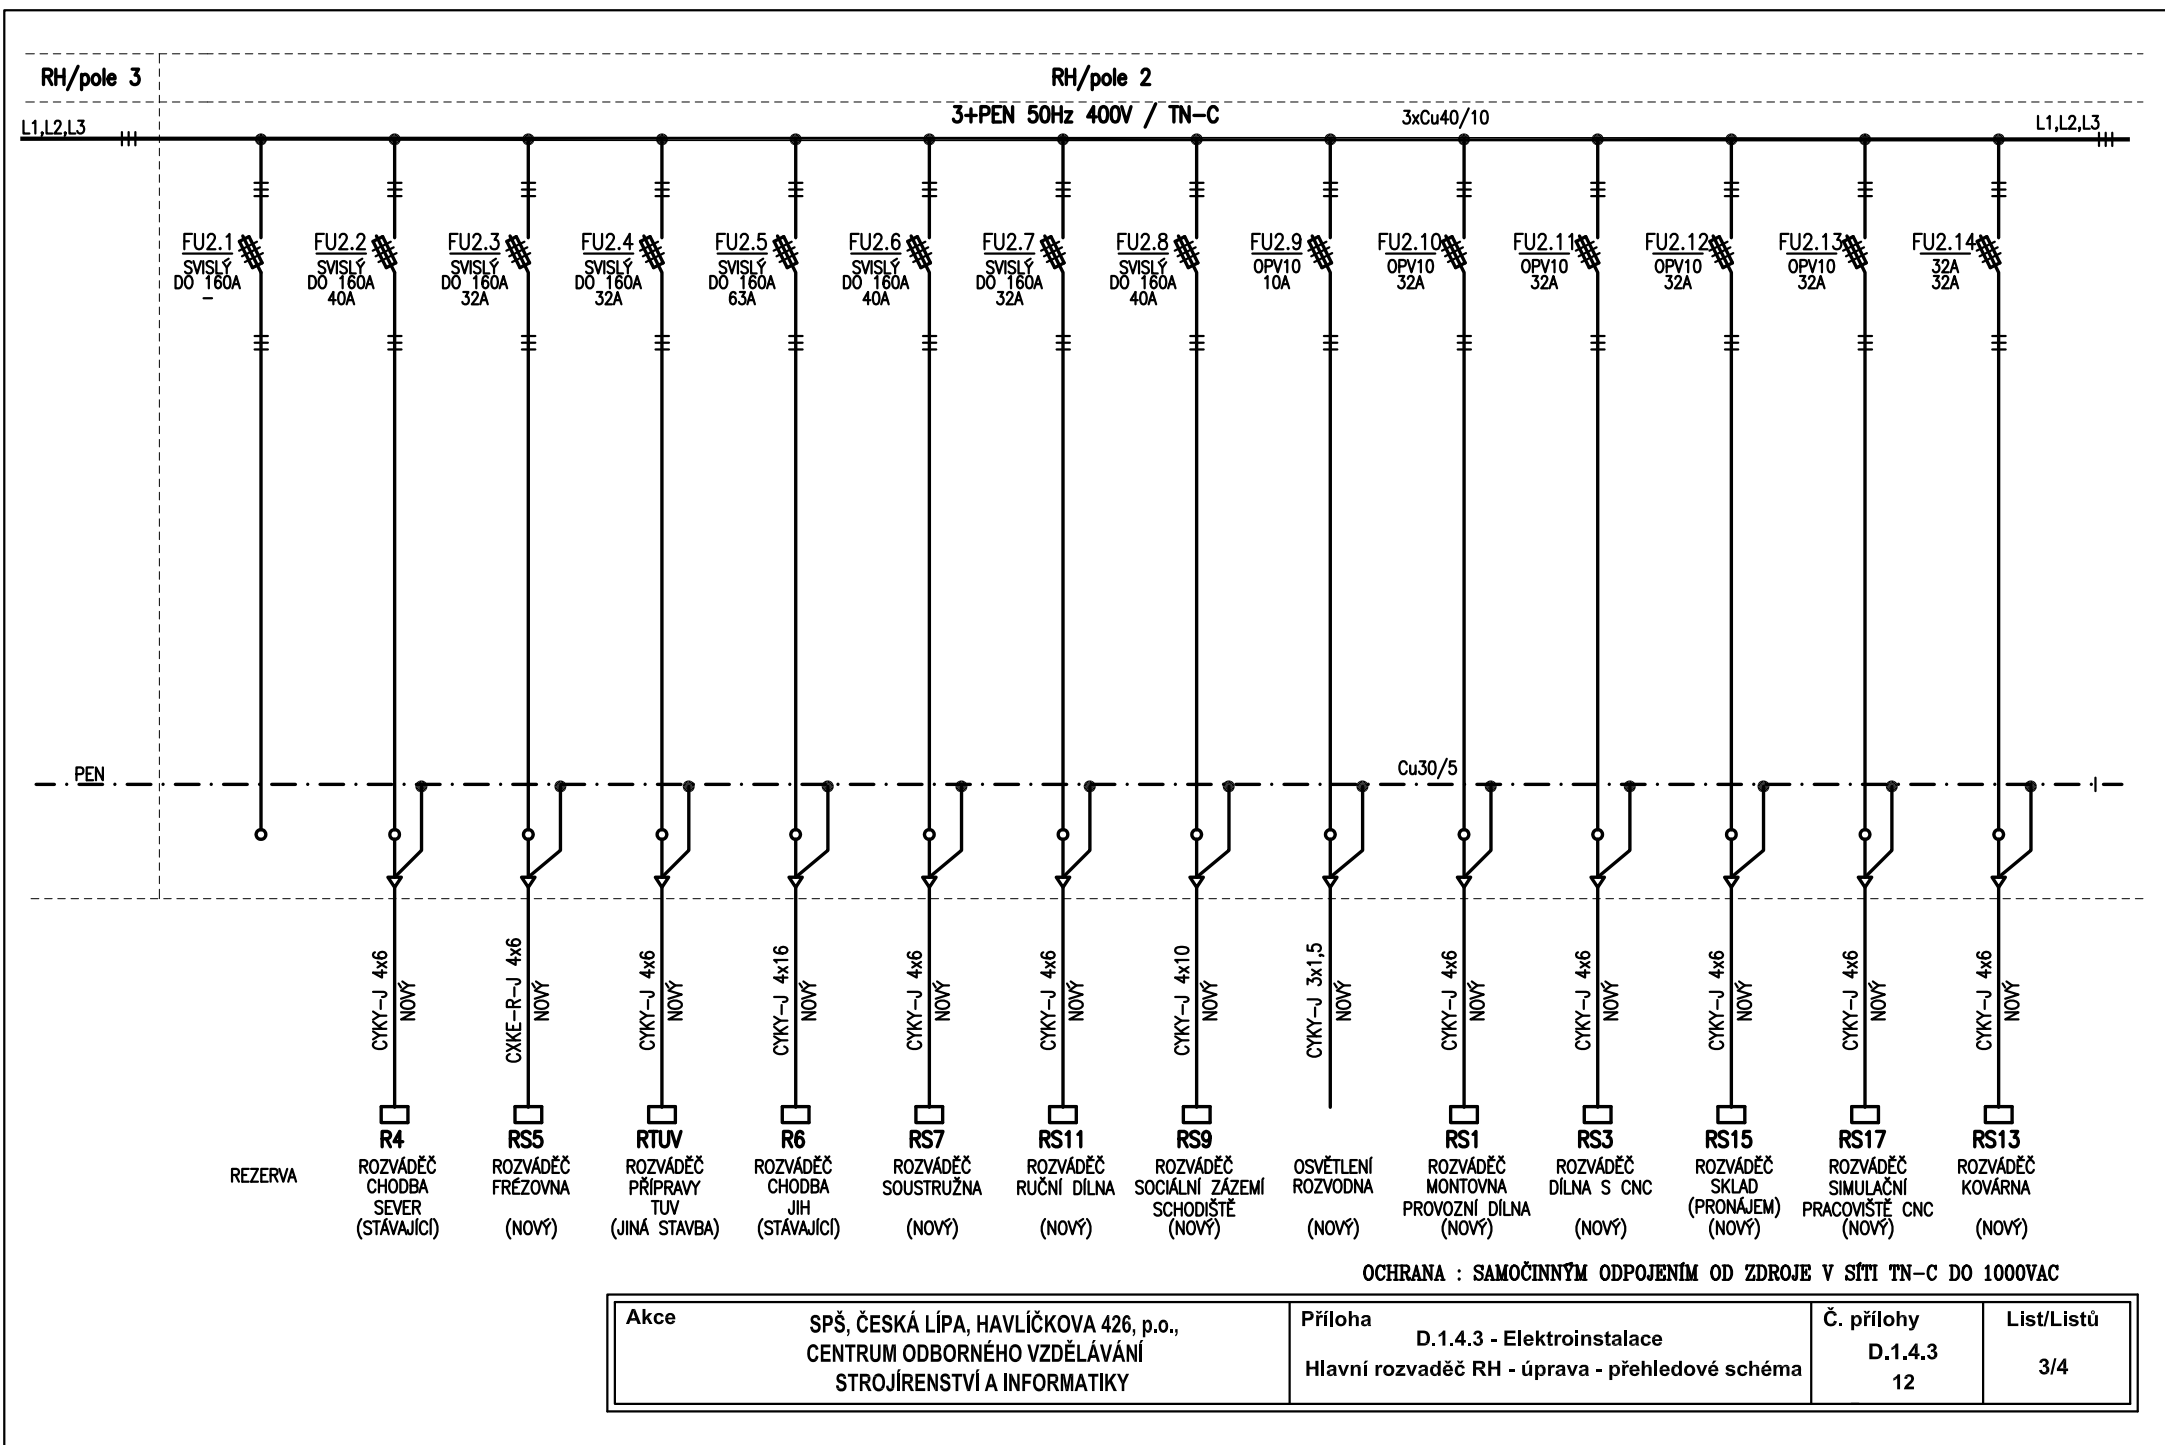 RH/pole 3
RH/pole 2
3+PEN 50Hz 400V / TN-C
3xCu40/10
L1,L2,L3
L1,L2,L3
FU2.1
SVISLÝ
DO 160A
-
FU2.2
SVISLÝ
DO 160A
40A
FU2.3
SVISLÝ
DO 160A
32A
FU2.4
SVISLÝ
DO 160A
32A
FU2.5
SVISLÝ
DO 160A
63A
FU2.6
SVISLÝ
DO 160A
40A
FU2.7
SVISLÝ
DO 160A
32A
FU2.8
SVISLÝ
DO 160A
40A
FU2.9
OPV10
10A
FU2.10
OPV10
32A
FU2.11
OPV10
32A
FU2.12
OPV10
32A
FU2.13
OPV10
32A
FU2.14
32A
32A
PEN
Cu30/5
CYKY-J 4x6
NOVÝ
CXKE-R-J 4x6
NOVÝ
CYKY-J 4x6
NOVÝ
CYKY-J 4x16
NOVÝ
CYKY-J 4x6
NOVÝ
CYKY-J 4x6
NOVÝ
CYKY-J 4x10
NOVÝ
CYKY-J 3x1,5
NOVÝ
CYKY-J 4x6
NOVÝ
CYKY-J 4x6
NOVÝ
CYKY-J 4x6
NOVÝ
CYKY-J 4x6
NOVÝ
CYKY-J 4x6
NOVÝ
REZERVA
R4
ROZVÁDĚČ
CHODBA
SEVER
(STÁVAJÍCÍ)
RS5
ROZVÁDĚČ
FRÉZOVNA
(NOVÝ)
RTUV
ROZVÁDĚČ
PŘÍPRAVY
TUV
(JINÁ STAVBA)
R6
ROZVÁDĚČ
CHODBA
JIH
(STÁVAJÍCÍ)
RS7
ROZVÁDĚČ
SOUSTRUŽNA
(NOVÝ)
RS11
ROZVÁDĚČ
RUČNÍ DÍLNA
(NOVÝ)
RS9
ROZVÁDĚČ
SOCIÁLNÍ ZÁZEMÍ
SCHODIŠTĚ
(NOVÝ)
OSVĚTLENÍ
ROZVODNA
(NOVÝ)
RS1
ROZVÁDĚČ
MONTOVNA
PROVOZNÍ DÍLNA
(NOVÝ)
RS3
ROZVÁDĚČ
DÍLNA S CNC
(NOVÝ)
RS15
ROZVÁDĚČ
SKLAD
(PRONÁJEM)
(NOVÝ)
RS17
ROZVÁDĚČ
SIMULAČNÍ
PRACOVIŠTĚ CNC
(NOVÝ)
RS13
ROZVÁDĚČ
KOVÁRNA
(NOVÝ)
OCHRANA : SAMOČINNÝM ODPOJENÍM OD ZDROJE V SÍTI TN-C DO 1000VAC
Akce
SPŠ, ČESKÁ LÍPA, HAVLÍČKOVA 426, p.o.,
CENTRUM ODBORNÉHO VZDĚLÁVÁNÍ
STROJÍRENSTVÍ A INFORMATIKY
Příloha
D.1.4.3 - Elektroinstalace
Hlavní rozvaděč RH - úprava - přehledové schéma
Č. přílohy
D.1.4.3
12
List/Listů
3/4